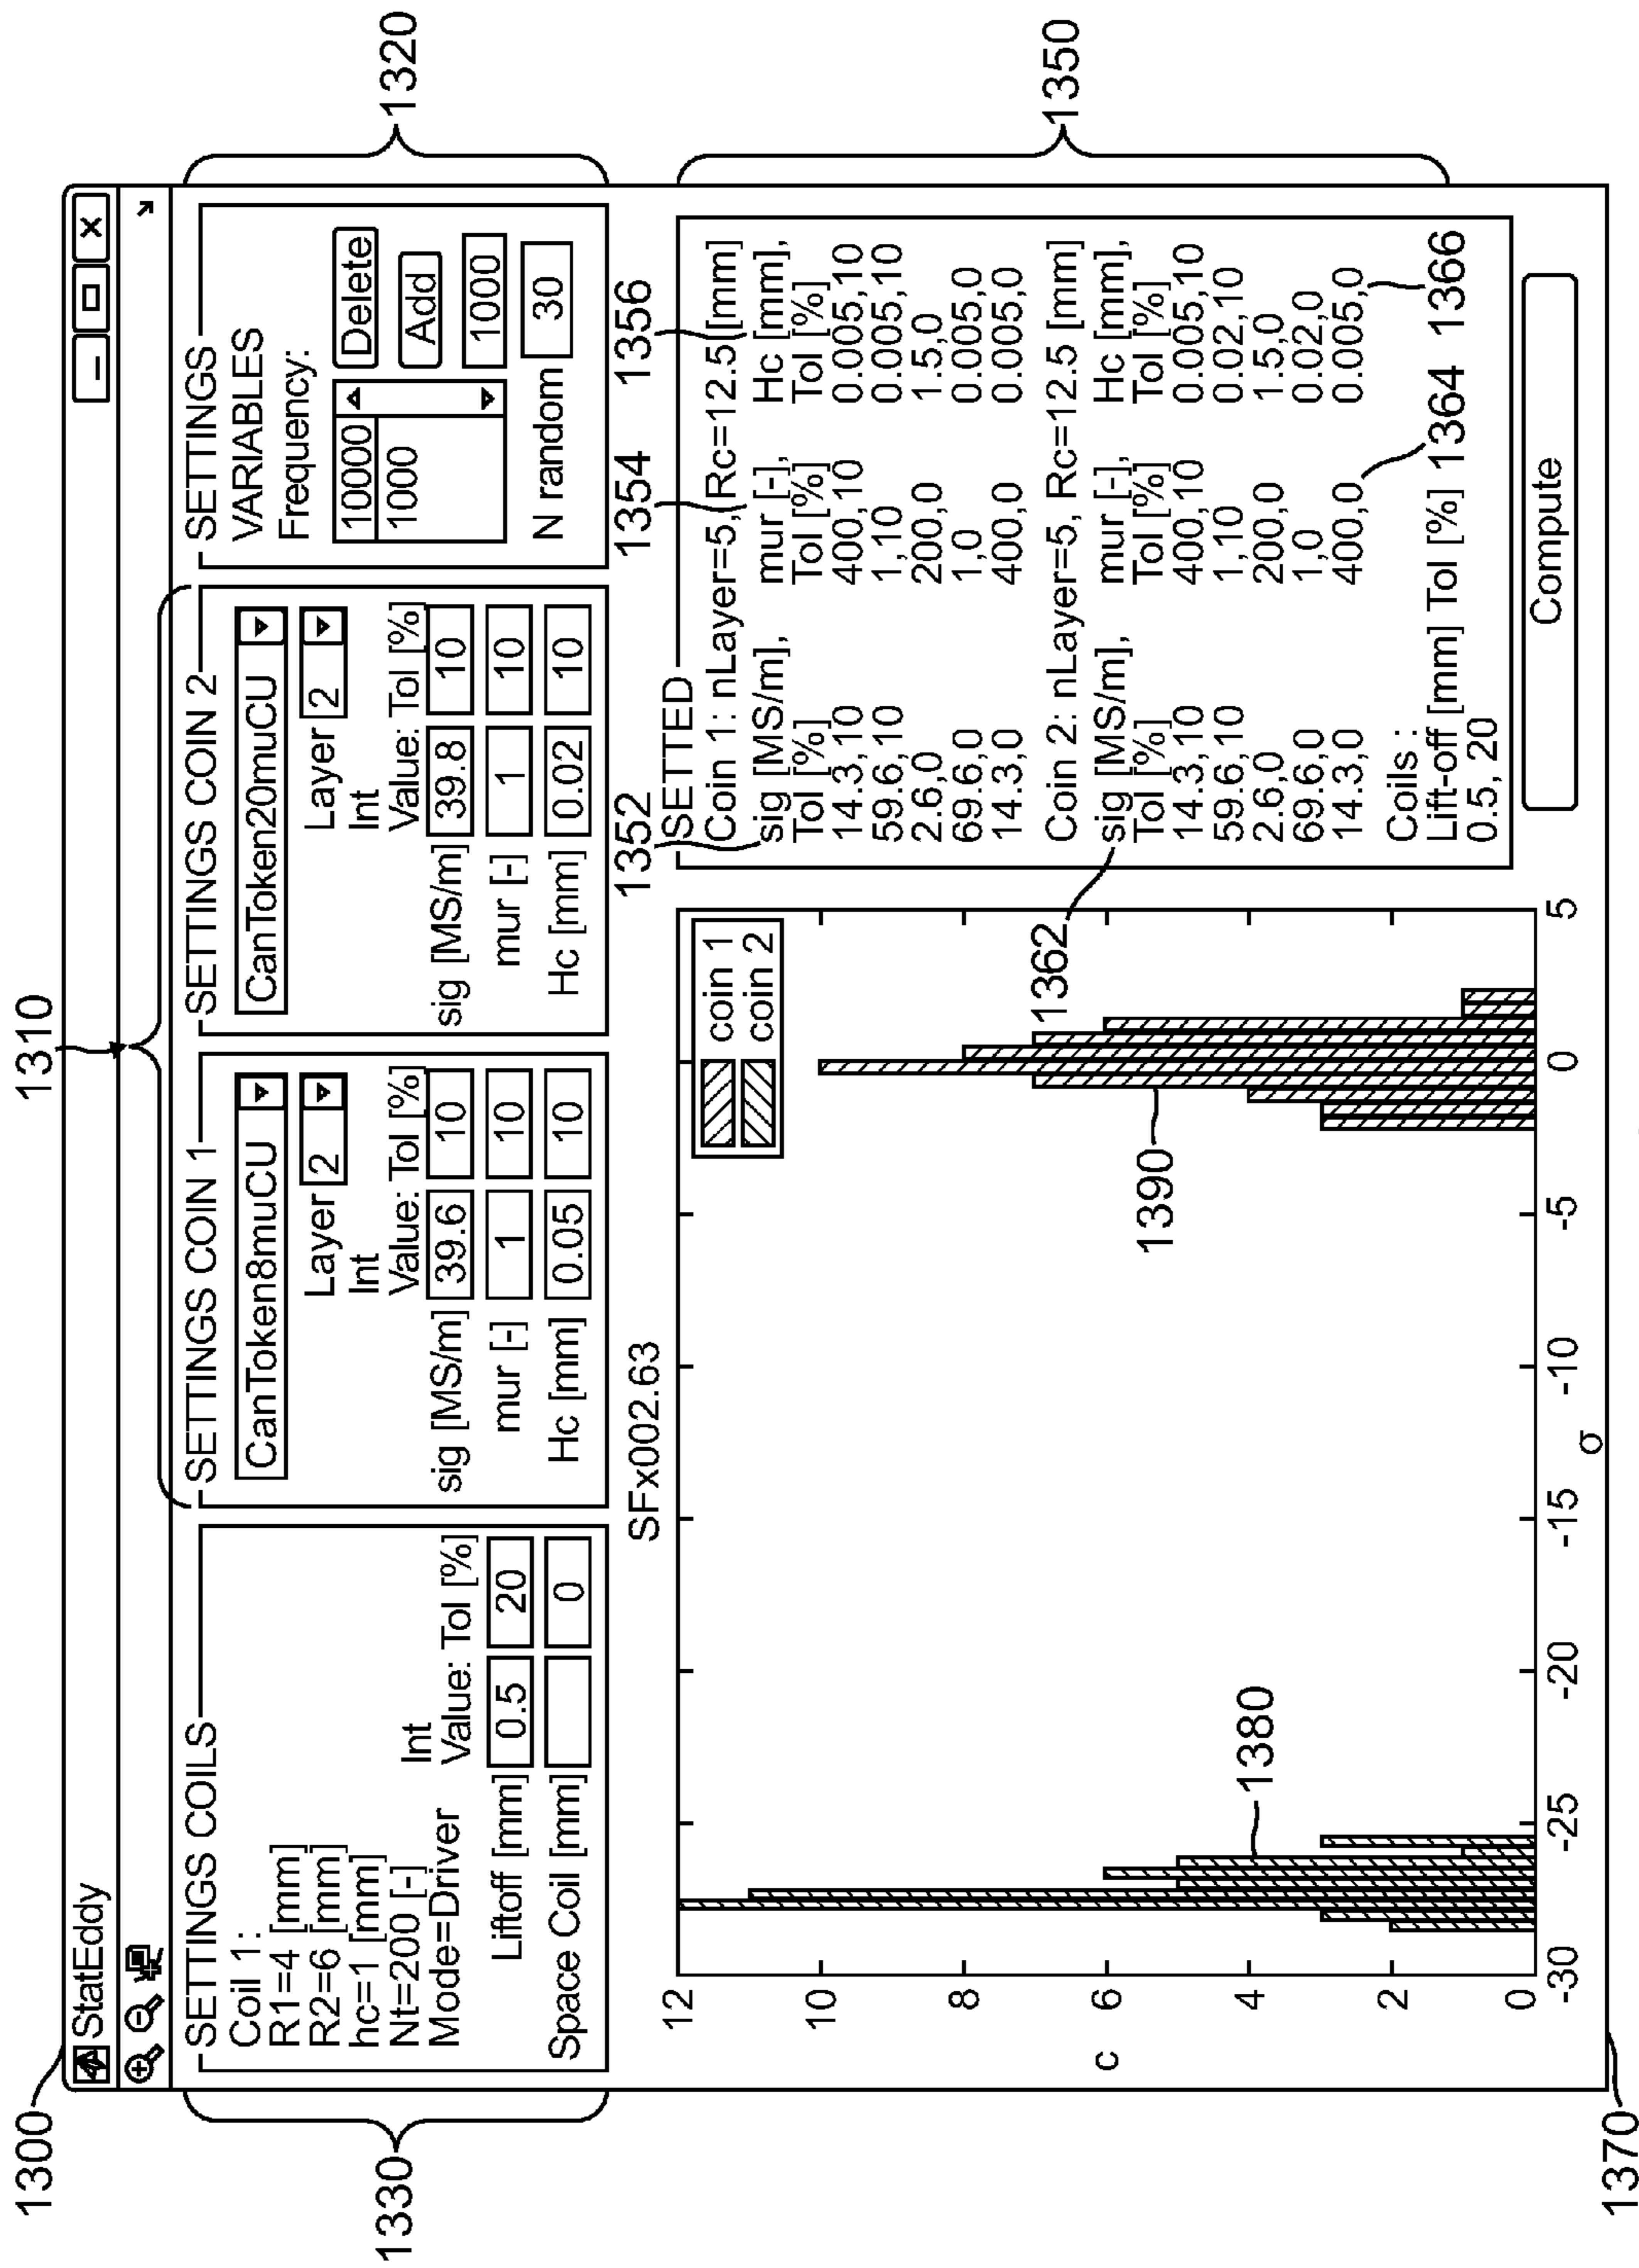 1300
1310
StatEddy
1330
1320
SETTINGS COILS
Coil 1:
R1=4 [mm]
R2=6 [mm]
hc=1 [mm]
Nt=200 [-]
Mode=Driver
Int
Value: Tol [%]
Liftoff [mm] 0.5 20
Space Coil [mm] 0
SETTINGS COIN 1
CanToken8muCU
Layer 2
Int
Value: Tol [%]
sig [MS/m] 39.6 10
mur [-] 1 10
Hc [mm] 0.05 10
SETTINGS COIN 2
CanToken20muCU
Layer 2
Int
Value: Tol [%]
sig [MS/m] 39.8 10
mur [-] 1 10
Hc [mm] 0.02 10
SETTINGS
VARIABLES
Frequency:
10000 Delete
1000 Add
1000
N random 30
SFx002.63
12
10
8
6
4
2
0
c
-30 -25 -20 -15 -10 -5 0 5
σ
coin 1
coin 2
1380
1390
1352 1354 1356
SETTED
Coin 1: nLayer=5, Rc=12.5 [mm]
sig [MS/m], mur [-], Hc [mm],
Tol [%] Tol [%] Tol [%]
14.3,10 400,10 0.005,10
59.6,10 1,10 0.005,10
2.6,0 200,0 1.5,0
69.6,0 1,0 0.005,0
14.3,0 400,0 0.005,0
Coin 2: nLayer=5, Rc=12.5 [mm]
sig [MS/m], mur [-], Hc [mm],
Tol [%] Tol [%] Tol [%]
14.3,10 400,10 0.005,10
59.6,10 1,10 0.02,10
2.6,0 200,0 1.5,0
69.6,0 1,0 0.02,0
14.3,0 400,0 0.005,0
Coils :
Lift-off [mm] Tol [%]
0.5, 20
1362
1364
1366
1350
Compute
1370